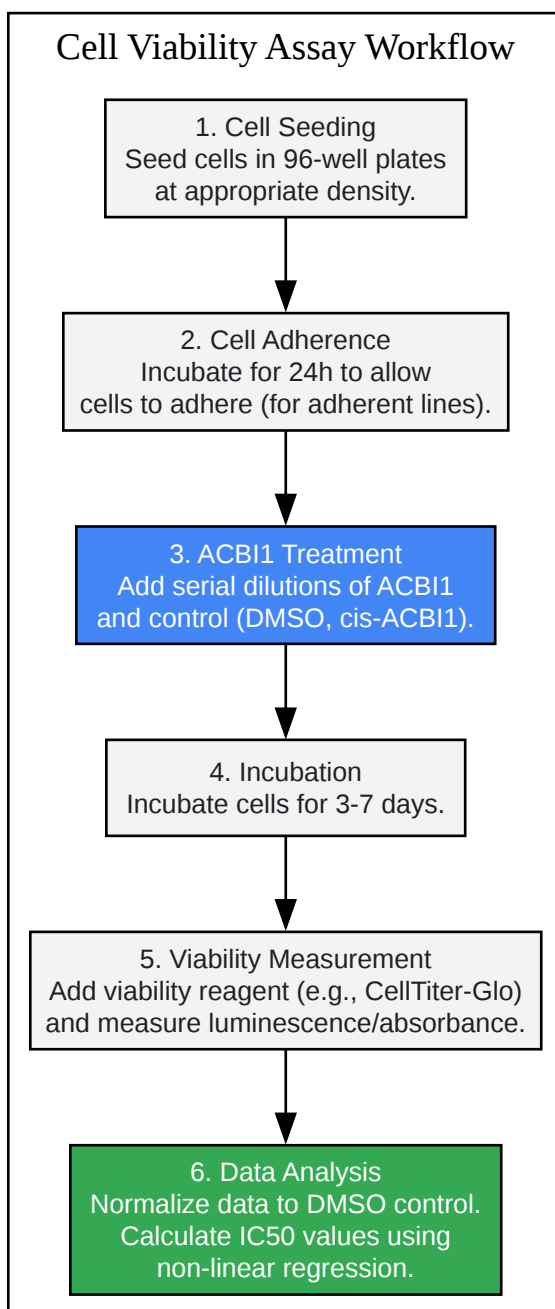 Cell Viability Assay Workflow
1. Cell Seeding
Seed cells in 96-well plates
at appropriate density.
2. Cell Adherence
Incubate for 24h to allow
cells to adhere (for adherent lines).
3. ACBI1 Treatment
Add serial dilutions of ACBI1
and control (DMSO, cis-ACBI1).
4. Incubation
Incubate cells for 3-7 days.
5. Viability Measurement
Add viability reagent (e.g., CellTiter-Glo)
and measure luminescence/absorbance.
6. Data Analysis
Normalize data to DMSO control.
Calculate IC50 values using
non-linear regression.